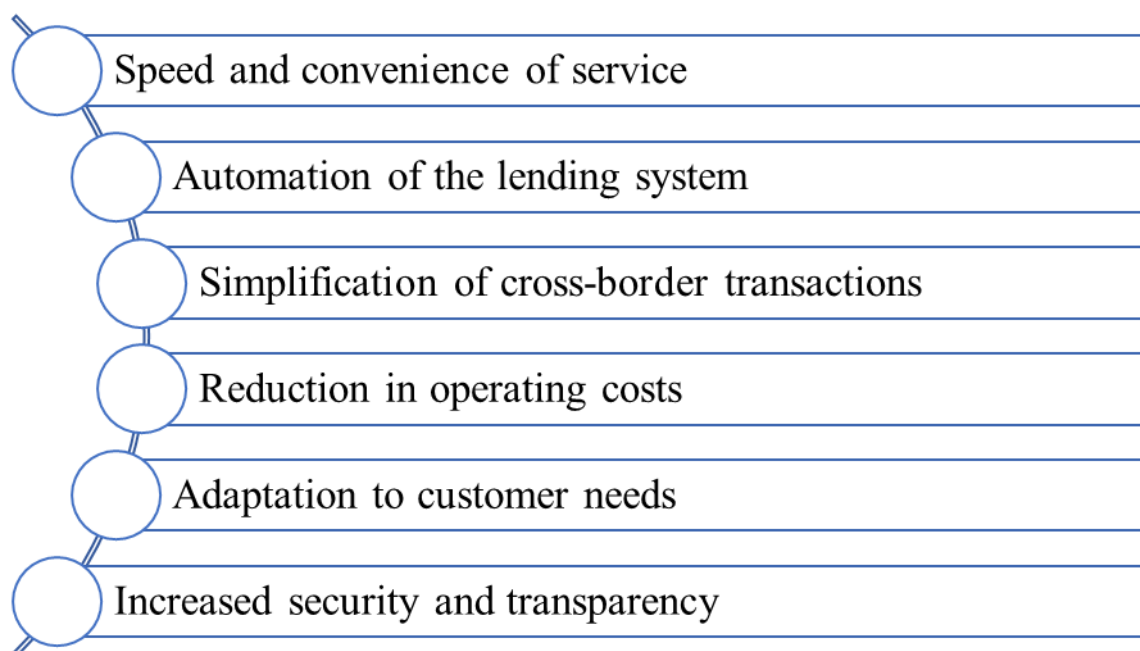 Speed and convenience of service
Automation of the lending system
Simplification of cross-border transactions
Reduction in operating costs
Adaptation to customer needs
Increased security and transparency